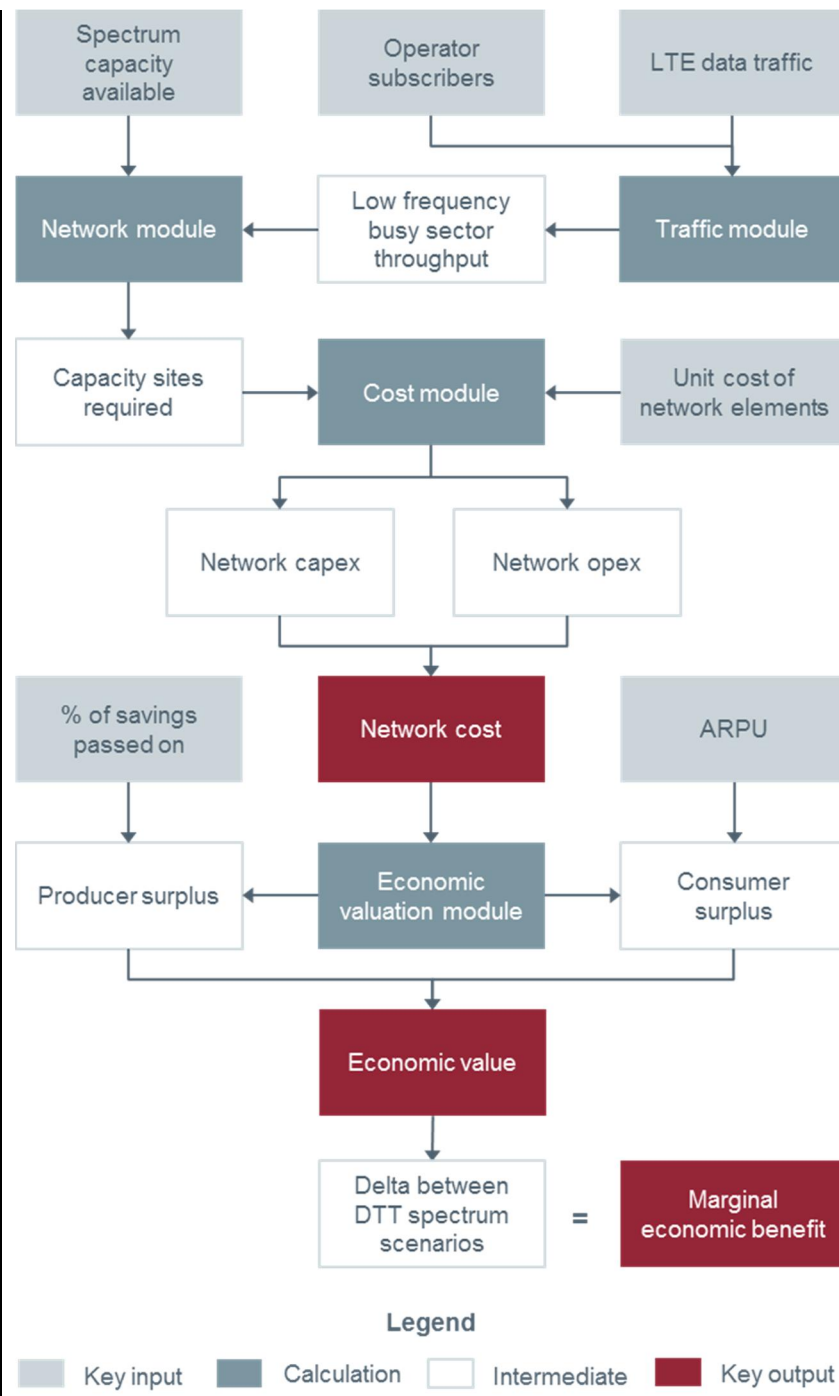 Spectrum
capacity
available
Operator
subscribers
LTE data traffic
Network module
Low frequency
busy sector
throughput
Traffic module
Capacity sites
required
Cost module
Unit cost of
network elements
Network capex
Network opex
% of savings
passed on
Network cost
ARPU
Producer surplus
Economic
valuation module
Consumer
surplus
Economic value
Delta between
DTT spectrum
scenarios
=
Marginal
economic benefit
Legend
Key input
Calculation
Intermediate
Key output